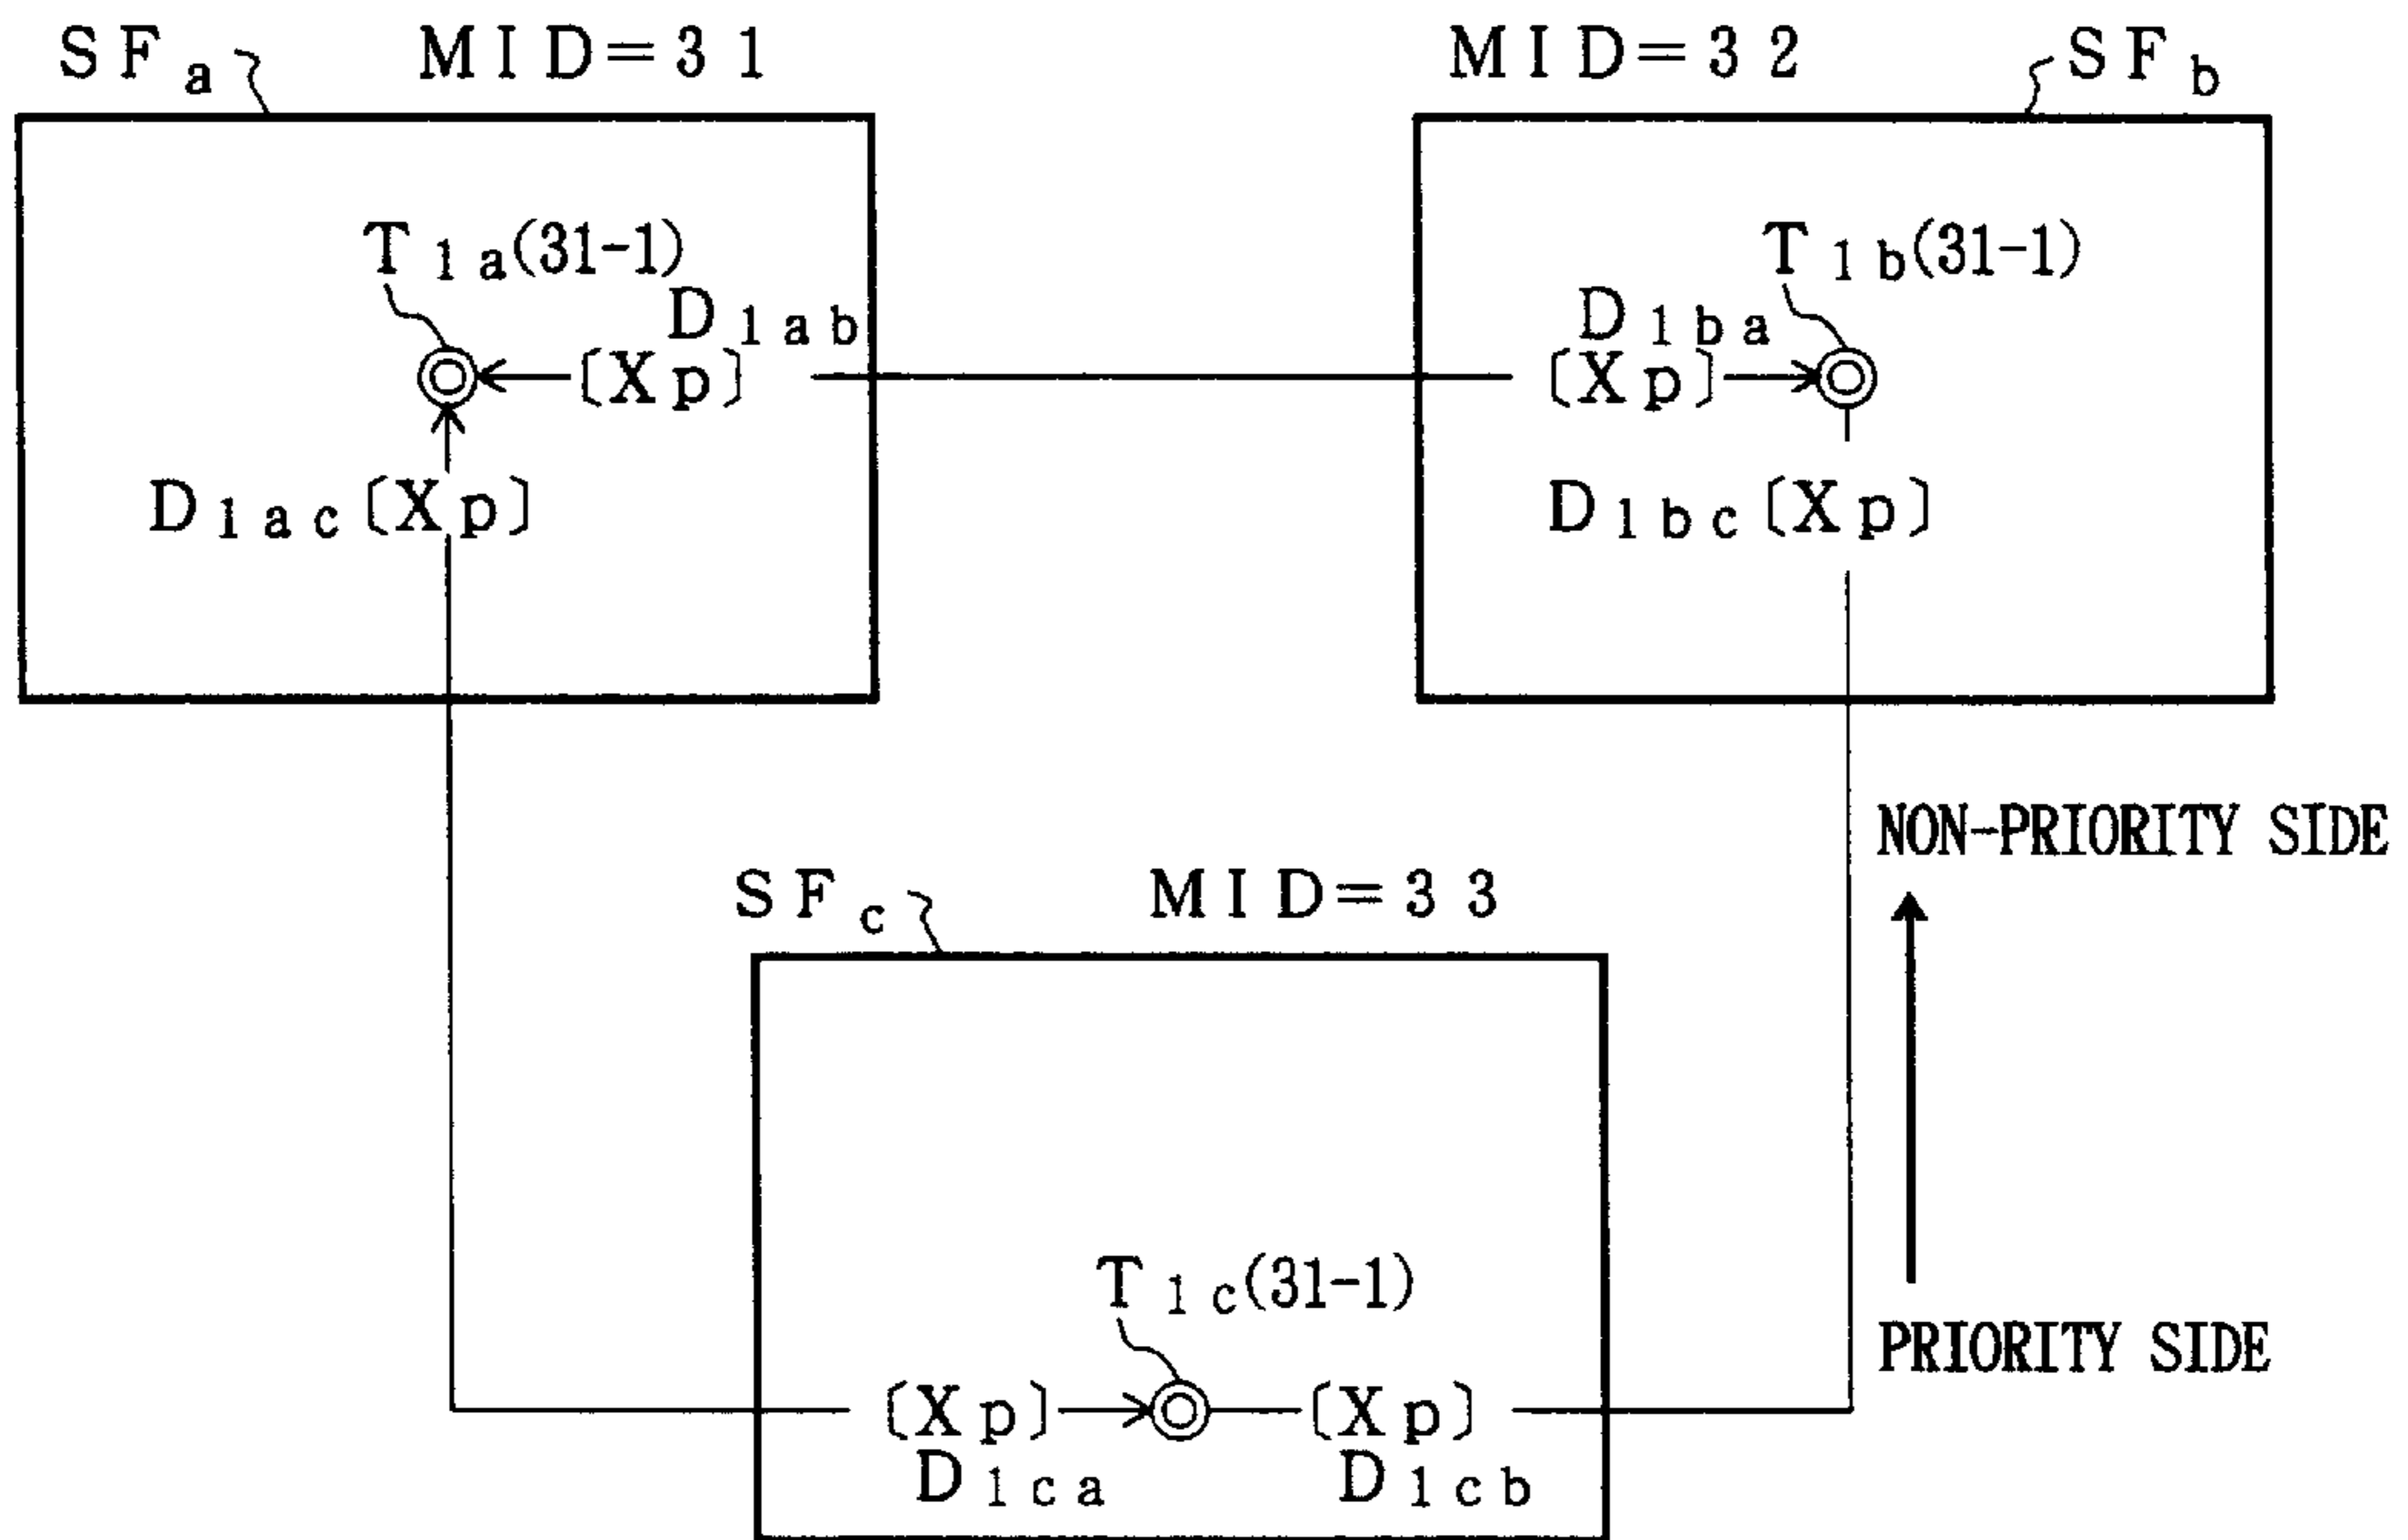 SFa MID=31
MID=32 SFb
T1a(31-1)
T1b(31-1)
D1ab
D1ba
〔Xp〕
〔Xp〕
D1ac〔Xp〕
D1bc〔Xp〕
NON-PRIORITY SIDE
SFc MID=33
T1c(31-1)
PRIORITY SIDE
〔Xp〕 〔Xp〕
D1ca D1cb